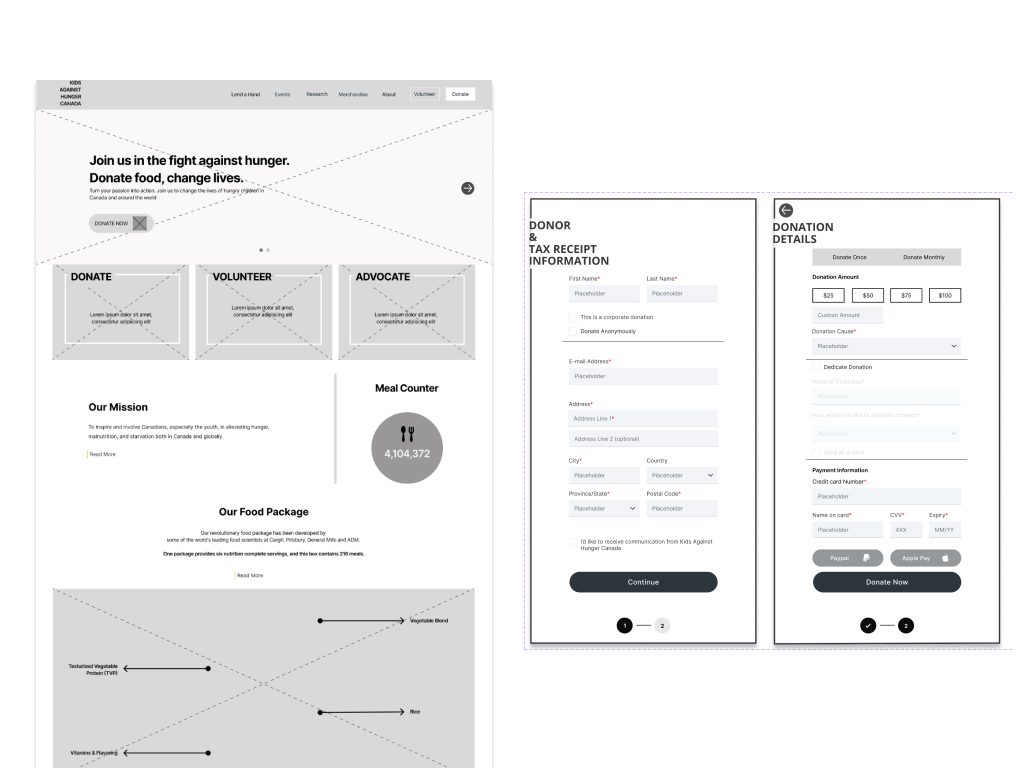 KIDS
AGAINST
HUNGER
CANADA
Lend a Hand
Events
Research
Merchandise
About
Volunteer
Donate
Join us in the fight against hunger.
Donate food, change lives.
Turn your passion into action. Join us to change the lives of hungry children in
Canada and around the world
DONATE NOW
DONATE
Lorem ipsum dolor sit amet,
consectetur adipiscing elit
VOLUNTEER
Lorem ipsum dolor sit amet,
consectetur adipiscing elit
ADVOCATE
Lorem ipsum dolor sit amet,
consectetur adipiscing elit
Our Mission
To inspire and involve Canadians, especially the youth, in alleviating hunger,
malnutrition, and starvation both in Canada and globally
Read More
Meal Counter
4,104,372
Our Food Package
Our revolutionary food package has been developed by
some of the world's leading food scientists at Cargill, Pillsbury, General Mills and ADM.
One package provides six nutrition complete servings, and this box contains 216 meals.
Read More
Vegetable Blend
Texturized Vegetable
Protein (TVP)
Rice
Vitamins & Flavoring
DONOR
&
TAX RECEIPT
INFORMATION
First Name*
Last Name*
Placeholder
Placeholder
This is a corporate donation
Donate Anonymously
E-mail Address*
Placeholder
Address*
Address Line 1*
Address Line 2 (optional)
City*
Country
Placeholder
Placeholder
Province/State*
Postal Code*
Placeholder
Placeholder
I'd like to receive communication from Kids Against
Hunger Canada
Continue
1
2
DONATION
DETAILS
Donate Once
Donate Monthly
Donation Amount
$25
$50
$75
$100
Custom Amount
Donation Cause*
Placeholder
Dedicate Donation
Name of Dedicatee*
Placeholder
How would you like to dedicate donation*
Placeholder
Send an e-card
Payment Information
Credit card Number*
Placeholder
Name on card*
CVV*
Expiry*
Placeholder
XXX
MM/YY
Paypal
Apple Pay
Donate Now
2